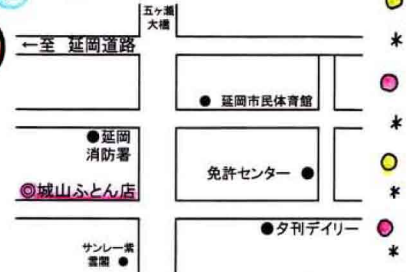 五ヶ瀬
大橋
←至 延岡道路
● 延岡市民体育館
●延岡
消防署
免許センター ●
◎城山ふとん店
●夕刊デイリー
サンレー紫
雲閣 ●